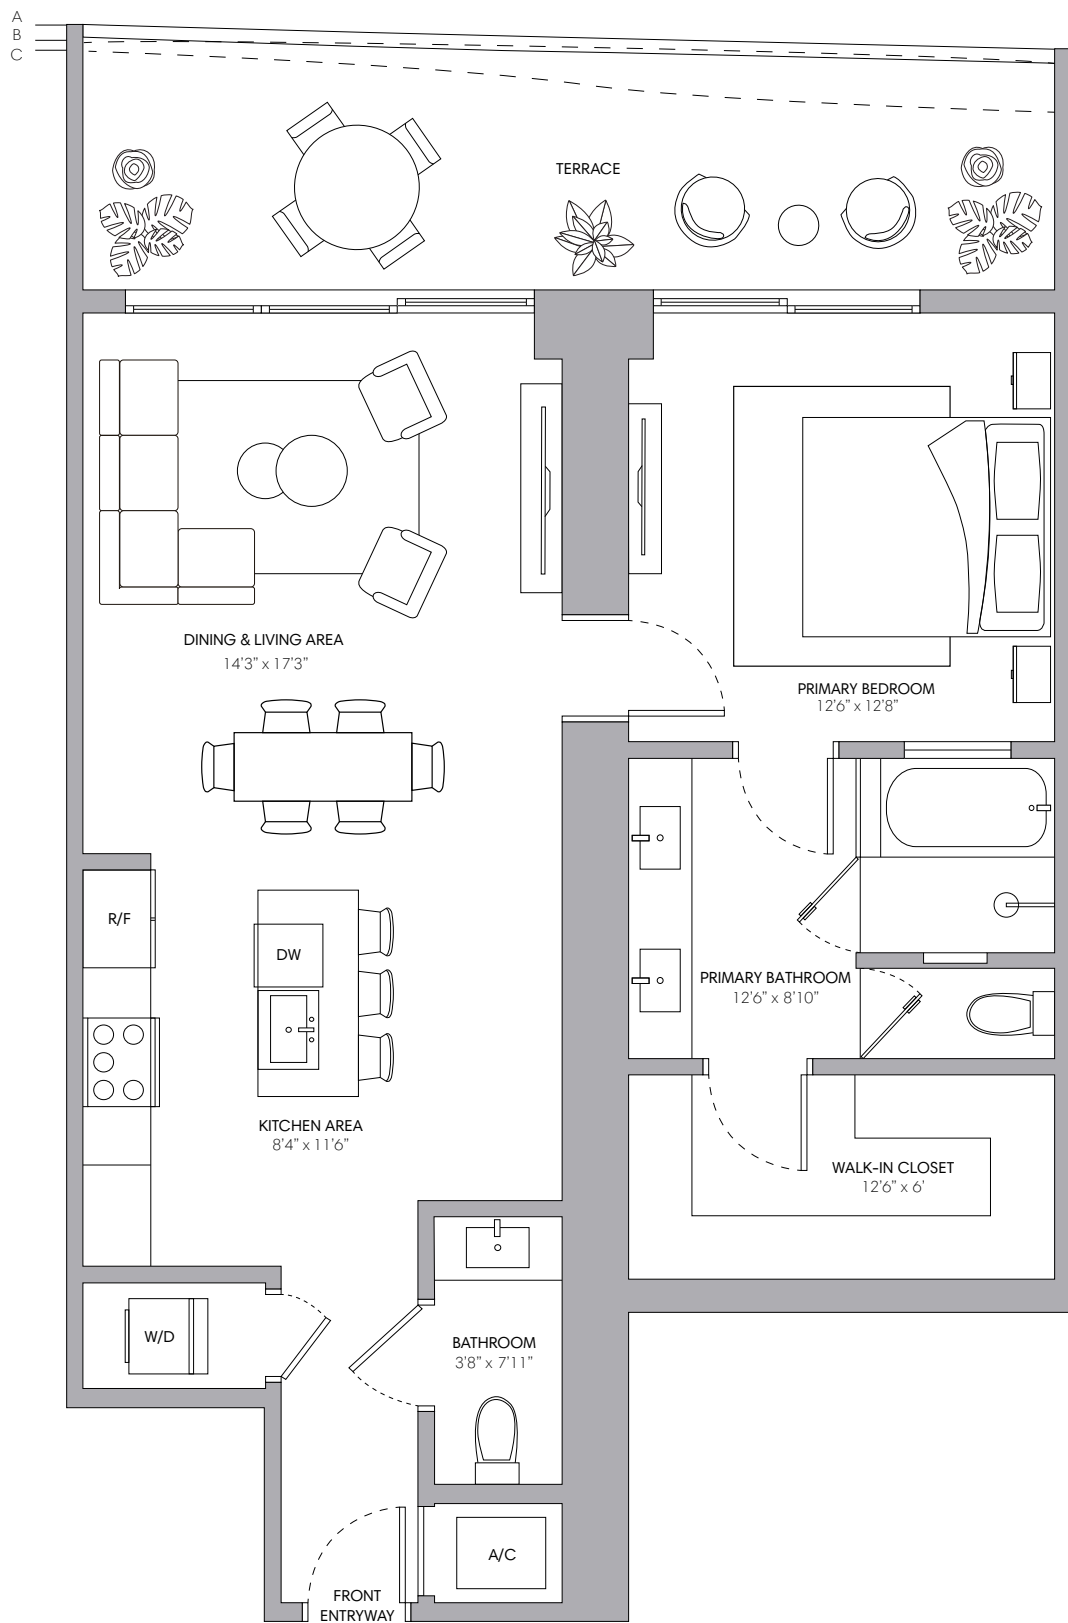 A
B
C
TERRACE
DINING & LIVING AREA
14'3" x 17'3"
PRIMARY BEDROOM
12'6" x 12'8"
R/F
DW
PRIMARY BATHROOM
12'6" x 8'10"
KITCHEN AREA
8'4" x 11'6"
WALK-IN CLOSET
12'6" x 6'
W/D
BATHROOM
3'8" x 7'11"
A/C
FRONT
ENTRYWAY